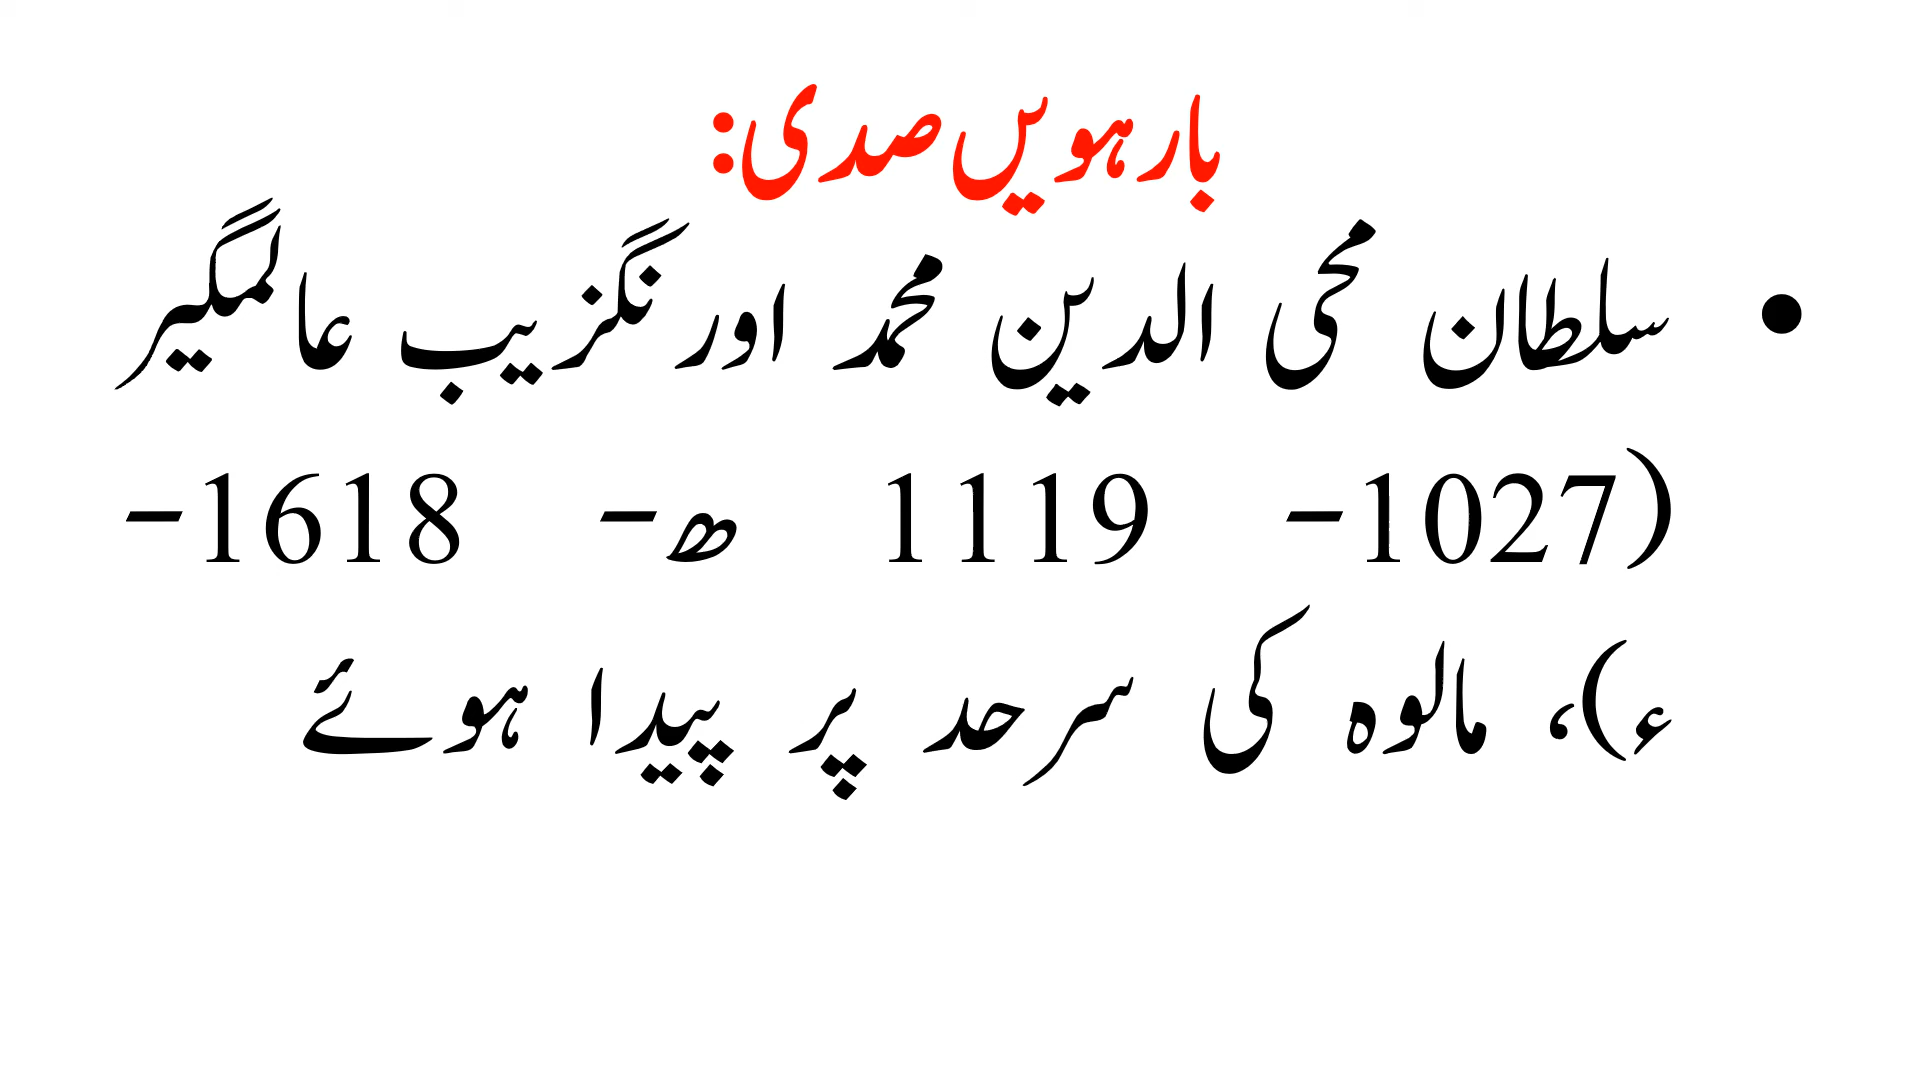 بارہویں صدی:
• سلطان محی الدین محمد اورنگزیب عالمگیر
(1027- 1119 ھ- 1618-
ء)، مالوہ کی سرحد پر پیدا ہوئے